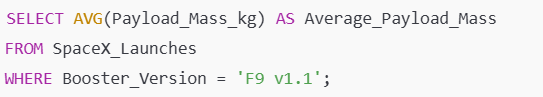 SELECT AVG(Payload_Mass_kg) AS Average_Payload_Mass
FROM SpaceX_Launches
WHERE Booster_Version = 'F9 v1.1';